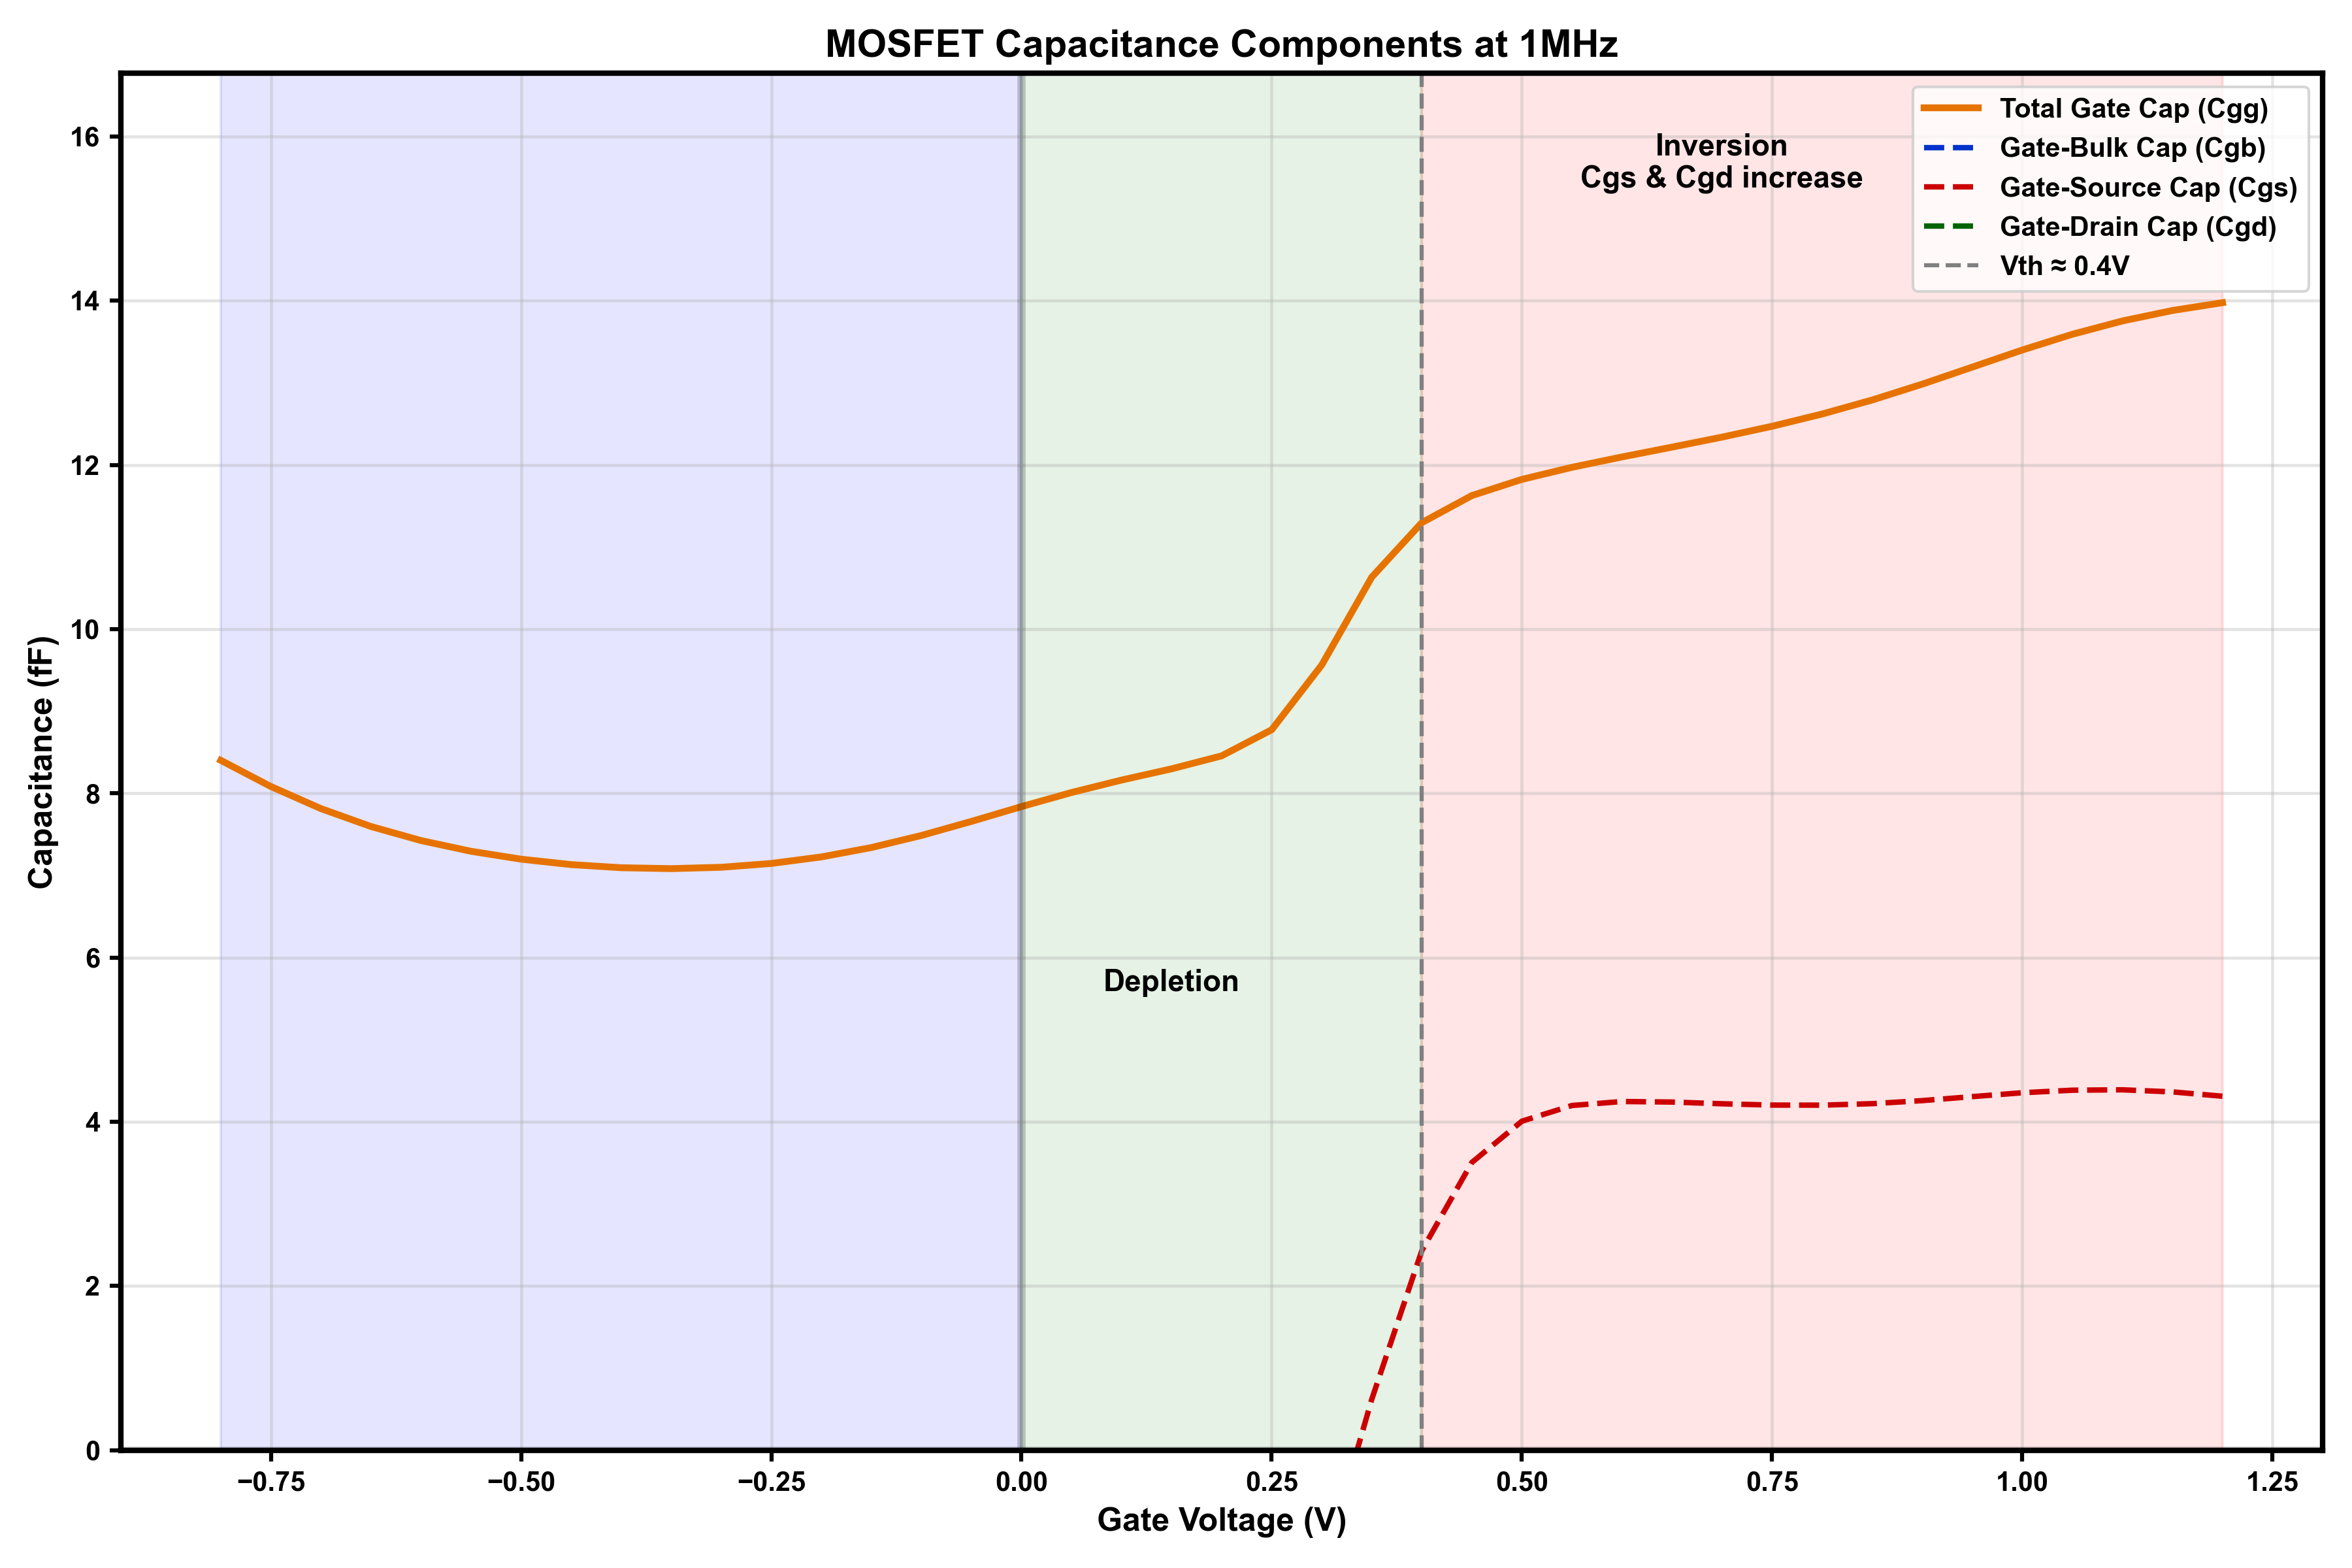 MOSFET Capacitance Components at 1MHz
Total Gate Cap (Cgg)
Gate-Bulk Cap (Cgb)
Gate-Source Cap (Cgs)
Gate-Drain Cap (Cgd)
Vth ≈ 0.4V
Inversion
Cgs & Cgd increase
Depletion
Capacitance (fF)
16
14
12
10
8
6
4
2
0
−0.75
−0.50
−0.25
0.00
0.25
0.50
0.75
1.00
1.25
Gate Voltage (V)